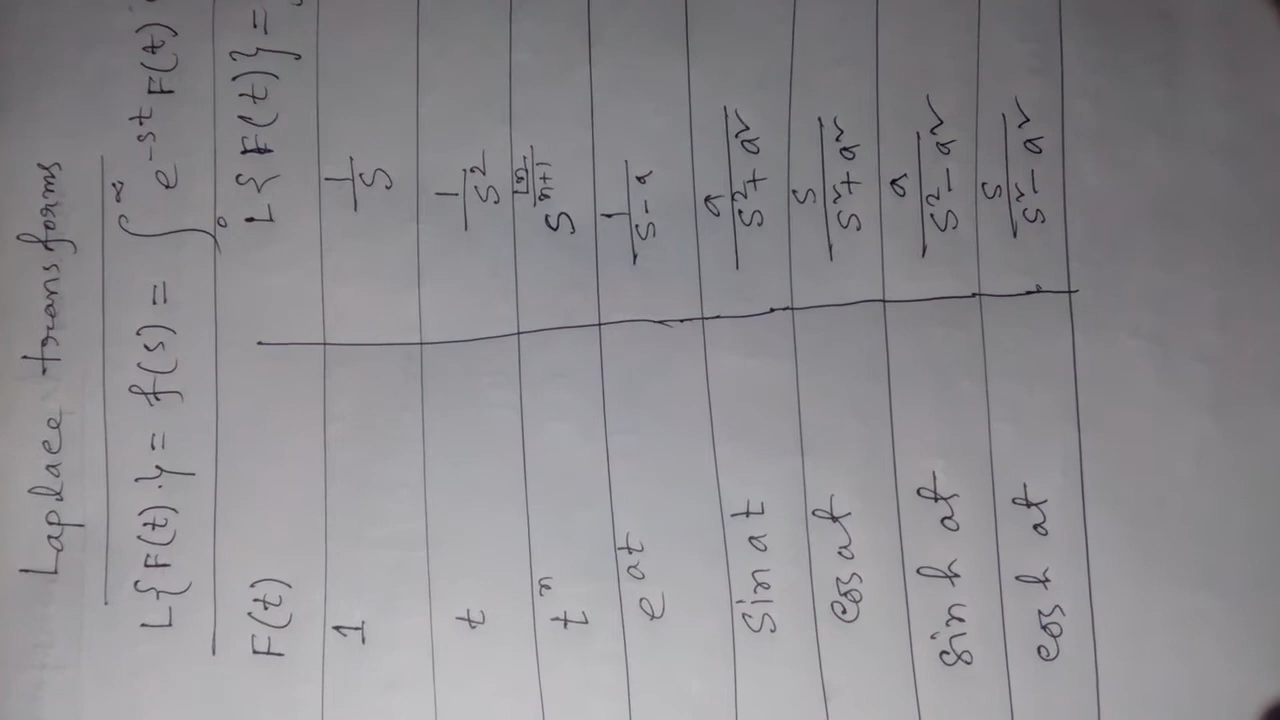 Laplace transforms
L{F(t)} = f(s) = ∫₀^∞ e^{-st} F(t)
F(t) L{F(t)} =
1 1/S
t 1/S²
t^n ⌊n/S^{n+1}
e^{at} 1/(S-a)
Sin at a/(S²+a²)
Cos at S/(S²+a²)
Sin h at a/(S²-a²)
Cos h at S/(S²-a²)